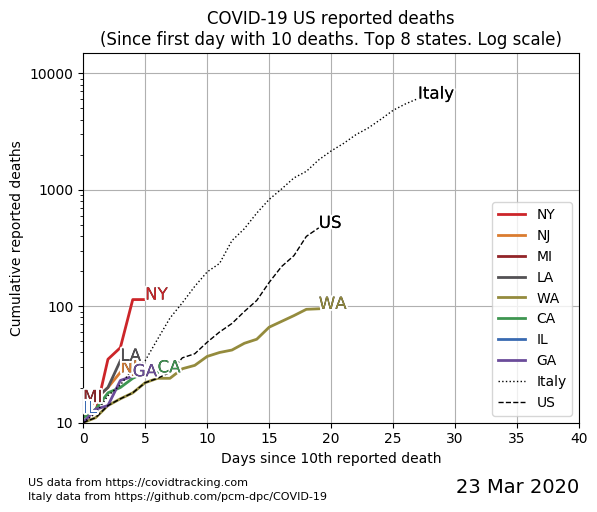 COVID-19 US reported deaths
(Since first day with 10 deaths. Top 8 states. Log scale)
Cumulative reported deaths
10000
1000
100
10
Italy
US
WA
NY
LA
NJ
GA
CA
MI
IL
NY
NJ
MI
LA
WA
CA
IL
GA
Italy
US
0 5 10 15 20 25 30 35 40
Days since 10th reported death
US data from https://covidtracking.com
Italy data from https://github.com/pcm-dpc/COVID-19
23 Mar 2020